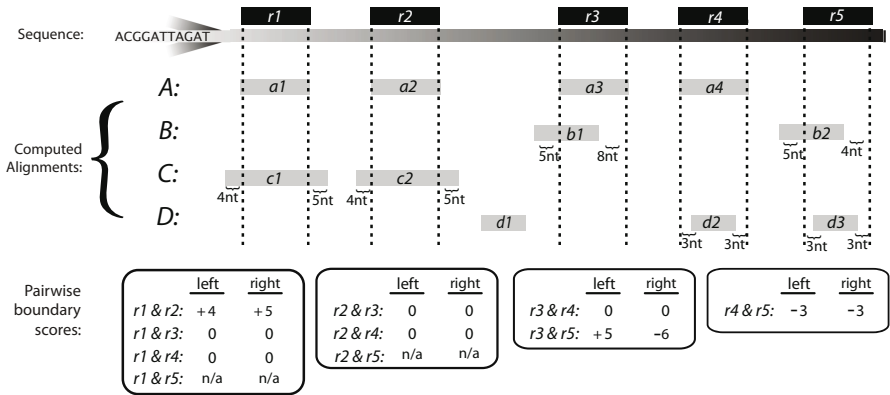 r1 r2 r3 r4 r5
Sequence: ACGGATTAGAT
A: a1 a2 a3 a4
B: b1 b2
5nt 8nt 5nt 4nt
Computed
Alignments:
C: c1 c2
4nt 5nt 4nt 5nt
D: d1 d2 d3
3nt 3nt 3nt 3nt
Pairwise
boundary
scores:
left right
r1 & r2: +4 +5
r1 & r3: 0 0
r1 & r4: 0 0
r1 & r5: n/a n/a
left right
r2 & r3: 0 0
r2 & r4: 0 0
r2 & r5: n/a n/a
left right
r3 & r4: 0 0
r3 & r5: +5 −6
left right
r4 & r5: −3 −3